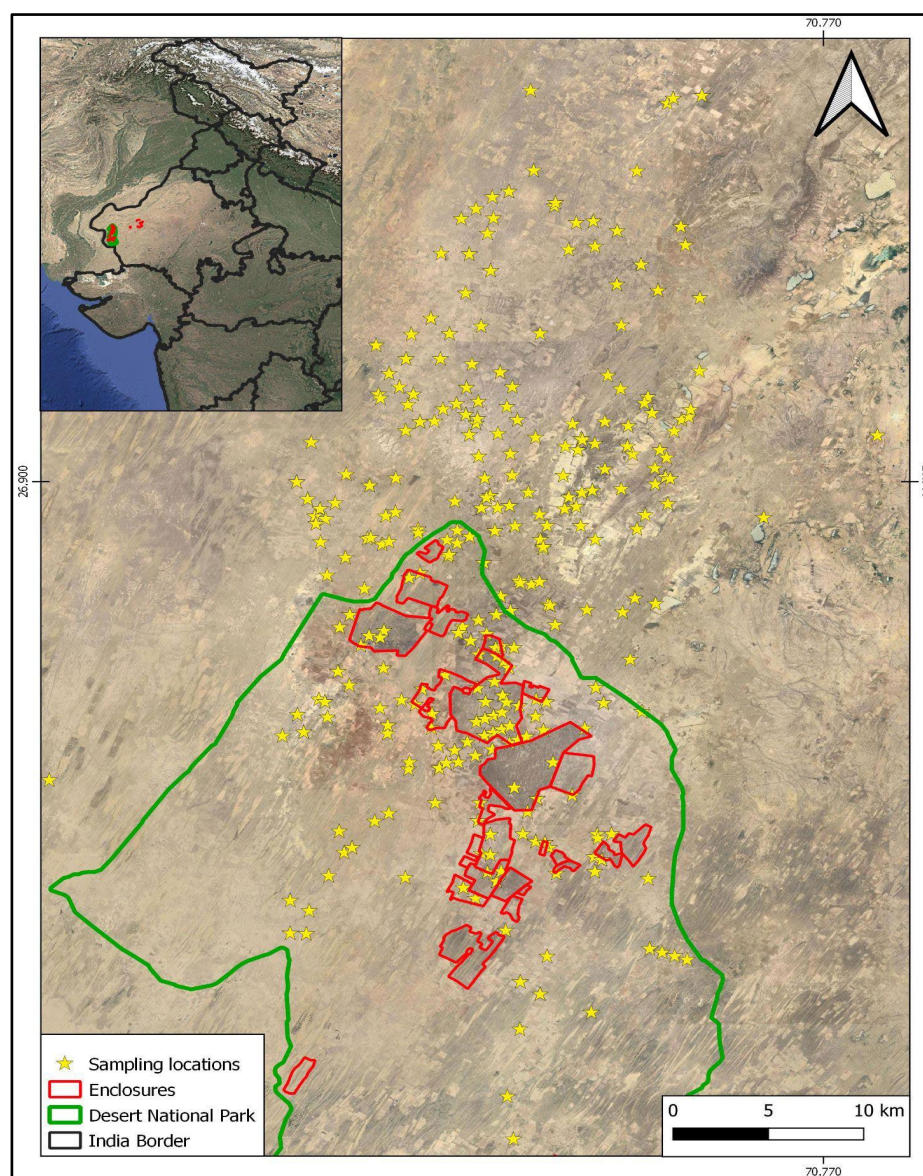 70.770
26.900
Sampling locations
Enclosures
Desert National Park
India Border
0 5 10 km
70.770